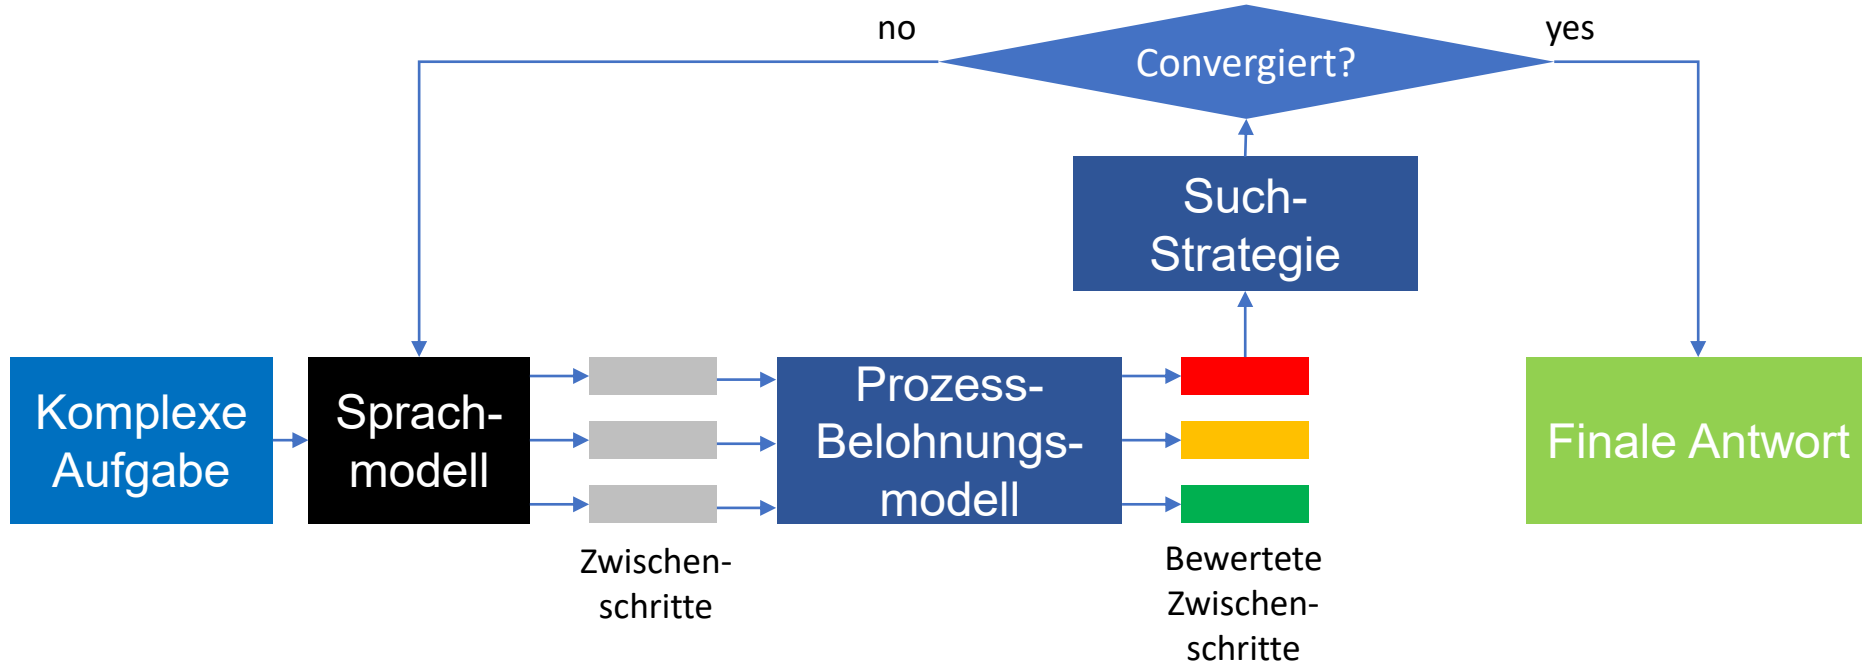 no
Convergiert?
yes
Such-
Strategie
Komplexe
Aufgabe
Sprach-
modell
Prozess-
Belohnungs-
modell
Finale Antwort
Zwischen-
schritte
Bewertete
Zwischen-
schritte